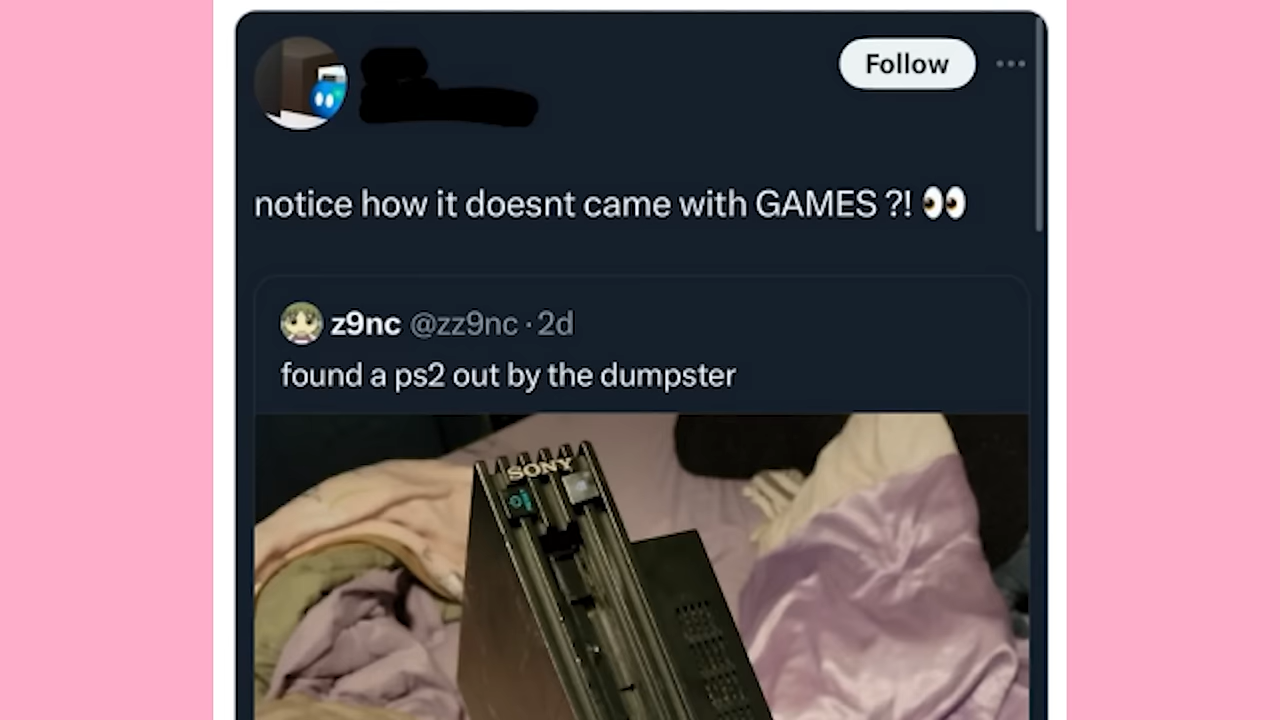 Follow
notice how it doesnt came with GAMES ?! 👀
z9nc @zz9nc · 2d
found a ps2 out by the dumpster
SONY